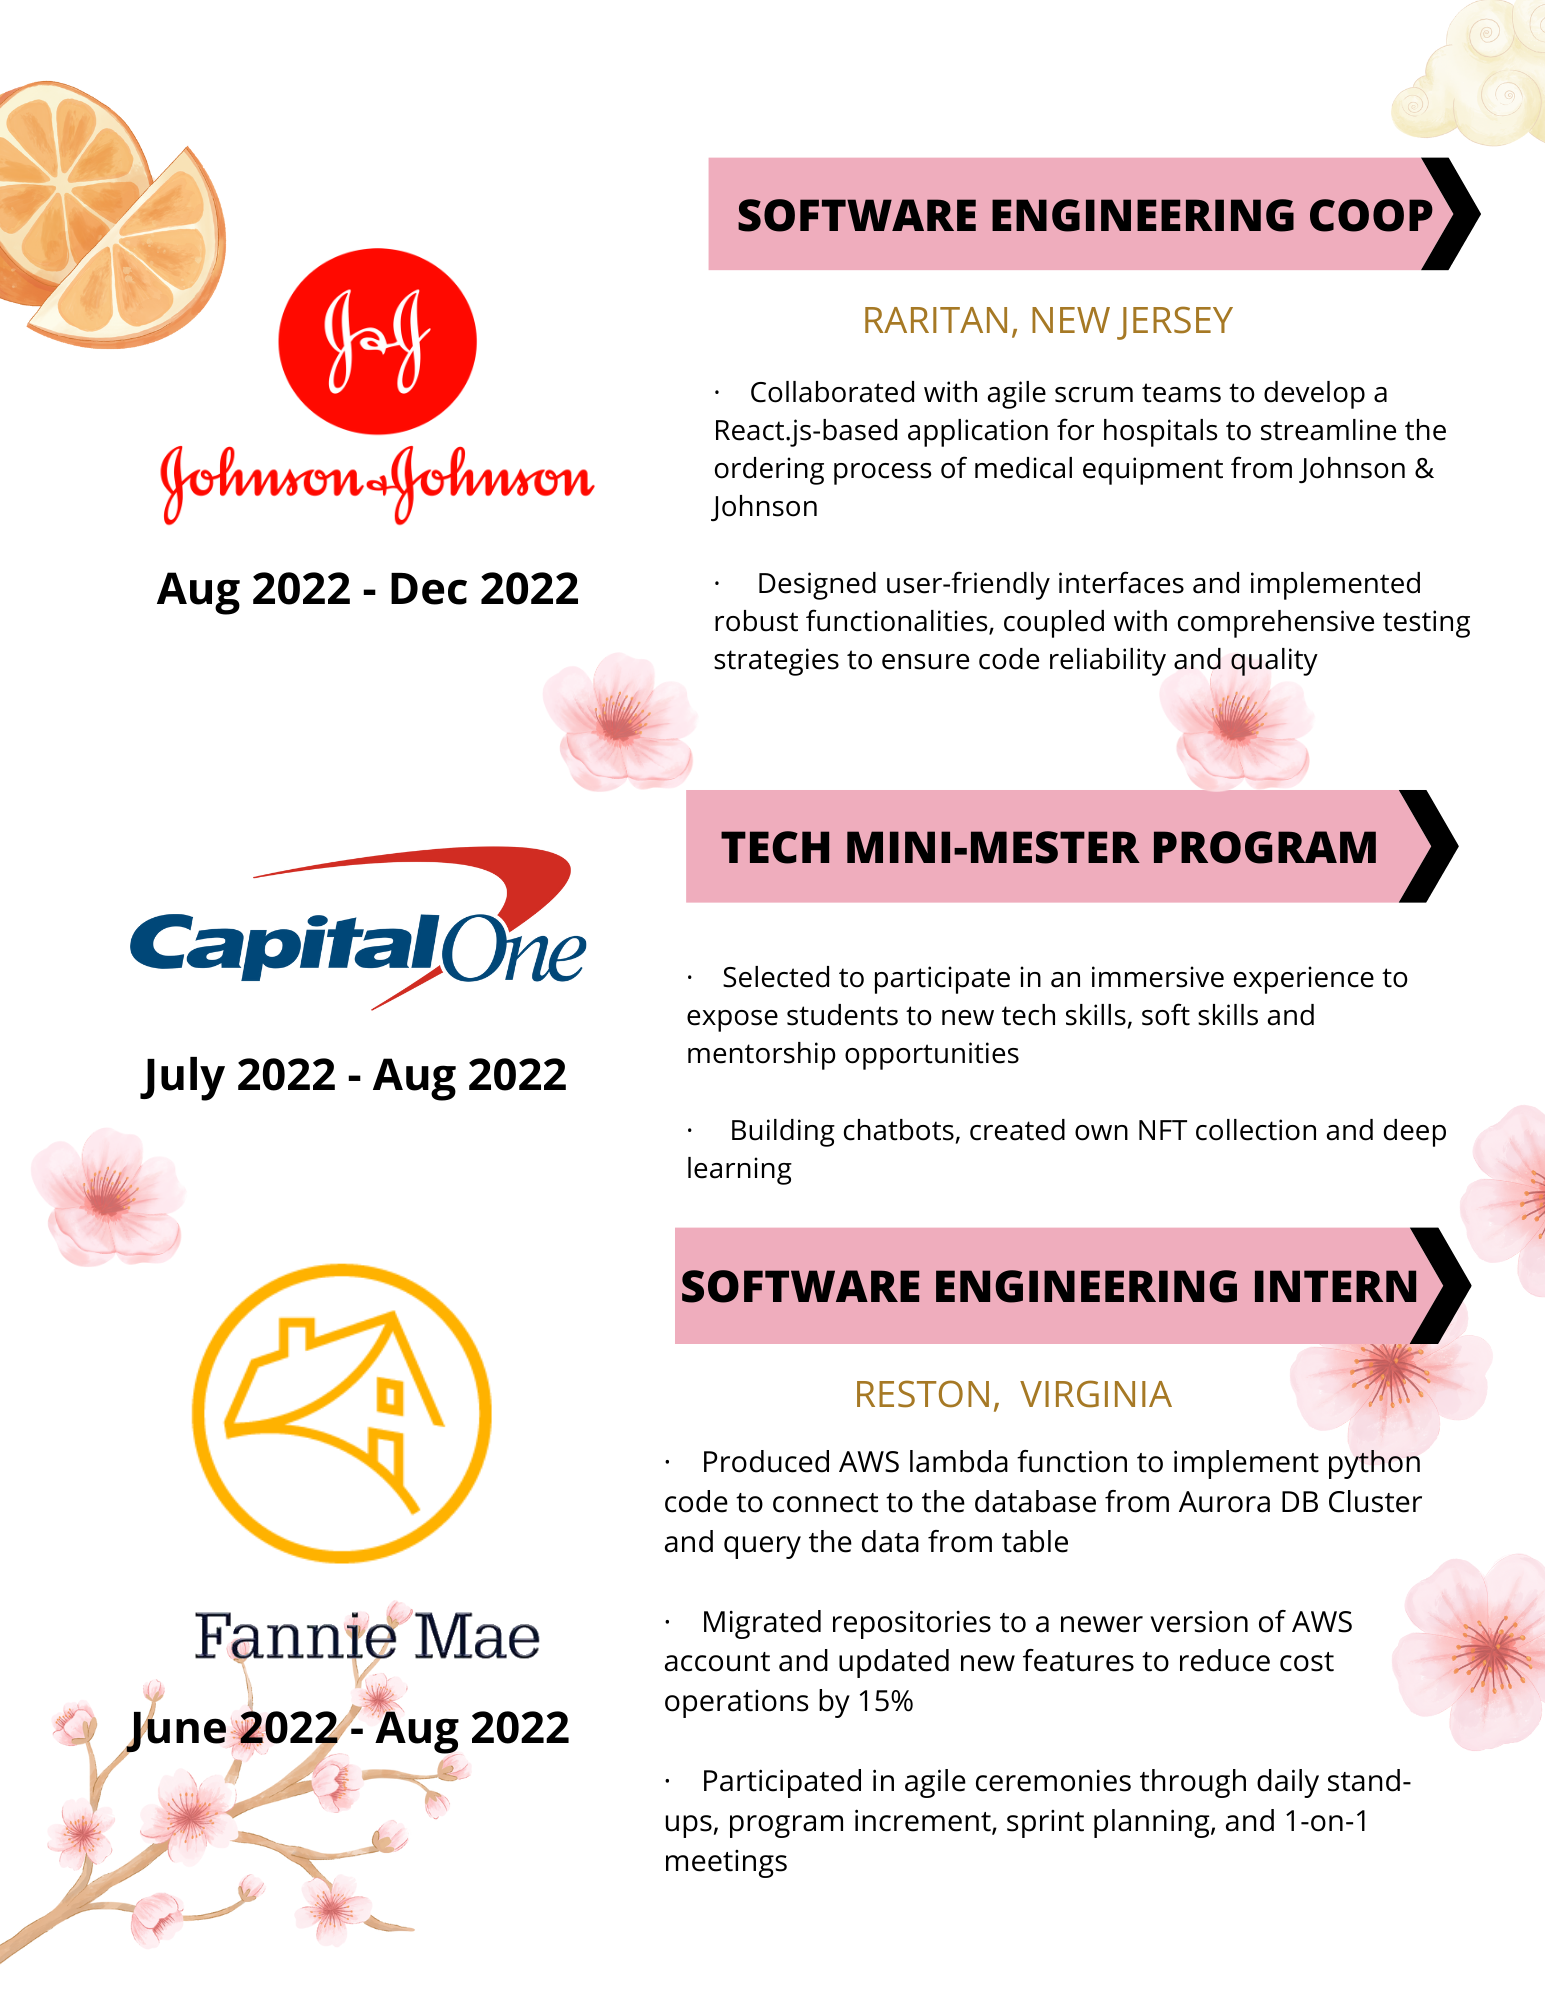 SOFTWARE ENGINEERING COOP
RARITAN, NEW JERSEY
J&J
Johnson&Johnson
Aug 2022 - Dec 2022
· Collaborated with agile scrum teams to develop a
React.js-based application for hospitals to streamline the
ordering process of medical equipment from Johnson &
Johnson
· Designed user-friendly interfaces and implemented
robust functionalities, coupled with comprehensive testing
strategies to ensure code reliability and quality
TECH MINI-MESTER PROGRAM
CapitalOne
July 2022 - Aug 2022
· Selected to participate in an immersive experience to
expose students to new tech skills, soft skills and
mentorship opportunities
· Building chatbots, created own NFT collection and deep
learning
SOFTWARE ENGINEERING INTERN
RESTON, VIRGINIA
Fannie Mae
June 2022 - Aug 2022
· Produced AWS lambda function to implement python
code to connect to the database from Aurora DB Cluster
and query the data from table
· Migrated repositories to a newer version of AWS
account and updated new features to reduce cost
operations by 15%
· Participated in agile ceremonies through daily stand-
ups, program increment, sprint planning, and 1-on-1
meetings